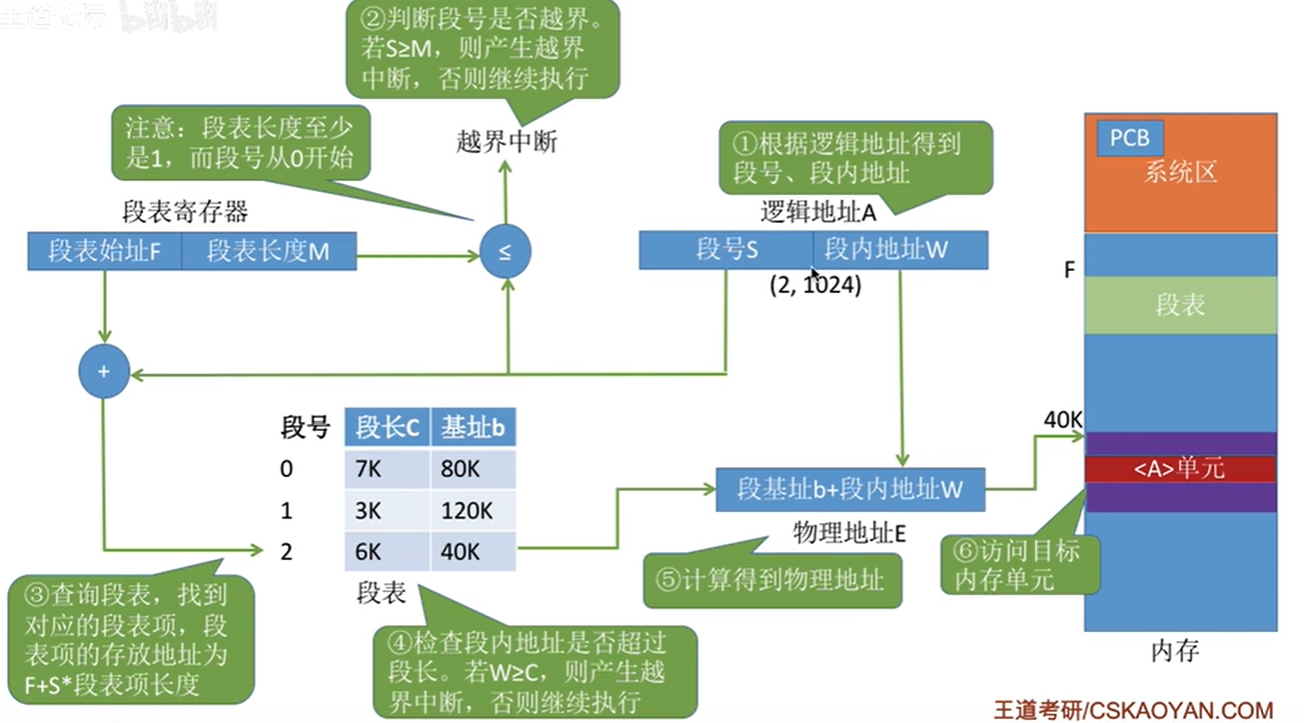 王道论坛 bilibili
②判断段号是否越界。
若S≥M，则产生越界
中断，否则继续执行
注意：段表长度至少
是1，而段号从0开始
越界中断
①根据逻辑地址得到
段号、段内地址
PCB
系统区
段表寄存器
逻辑地址A
段表始址F
段表长度M
≤
段号S
段内地址W
(2, 1024)
F
段表
+
段号
段长C
基址b
0
7K
80K
1
3K
120K
2
6K
40K
段表
40K
<A>单元
段基址b+段内地址W
物理地址E
③查询段表，找到
对应的段表项，段
表项的存放地址为
F+S*段表项长度
④检查段内地址是否超过
段长。若W≥C，则产生越
界中断，否则继续执行
⑤计算得到物理地址
⑥访问目标
内存单元
内存
王道考研/CSKAOYAN.COM